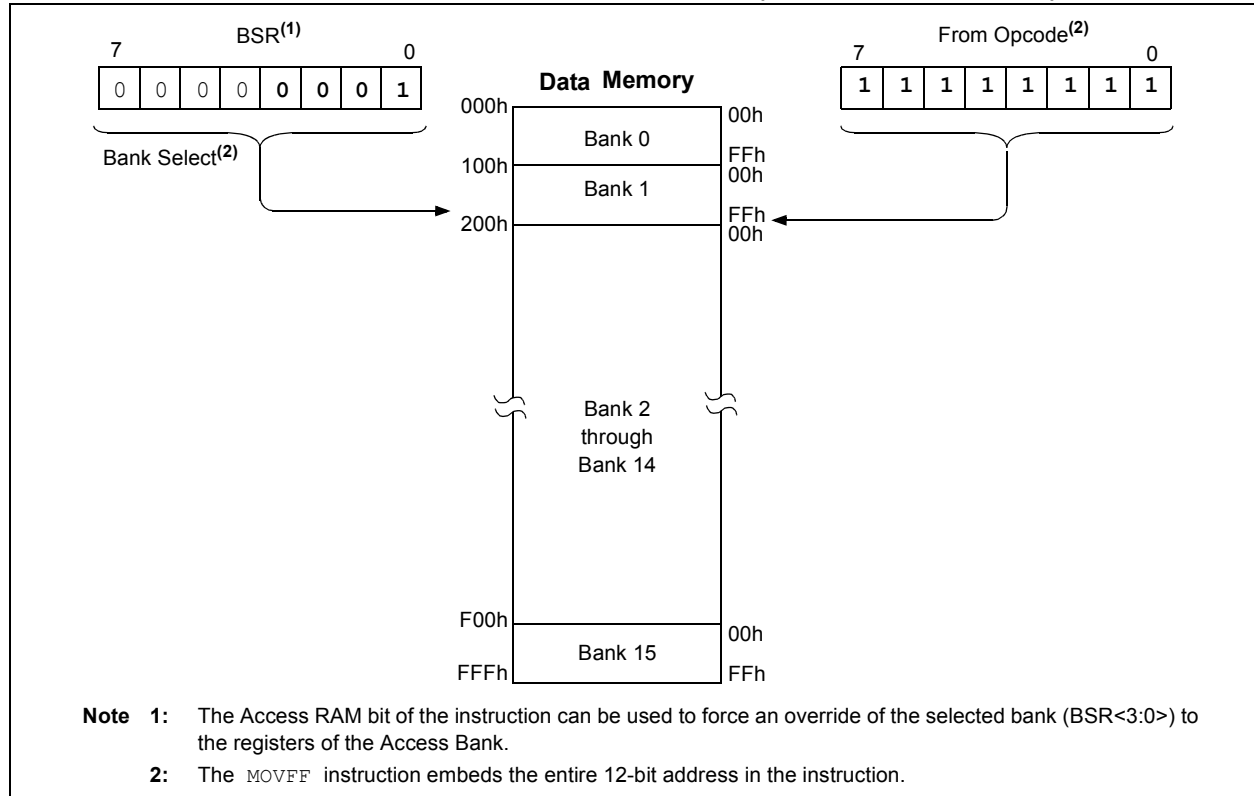 BSR(1)
7 0
0 0 0 0 0 0 0 1
Bank Select(2)
From Opcode(2)
7 0
1 1 1 1 1 1 1 1
Data Memory
000h
00h
Bank 0
FFh
100h
00h
Bank 1
FFh
200h
00h
Bank 2
through
Bank 14
F00h
00h
Bank 15
FFFh
FFh
Note 1: The Access RAM bit of the instruction can be used to force an override of the selected bank (BSR<3:0>) to
the registers of the Access Bank.
2: The MOVFF instruction embeds the entire 12-bit address in the instruction.